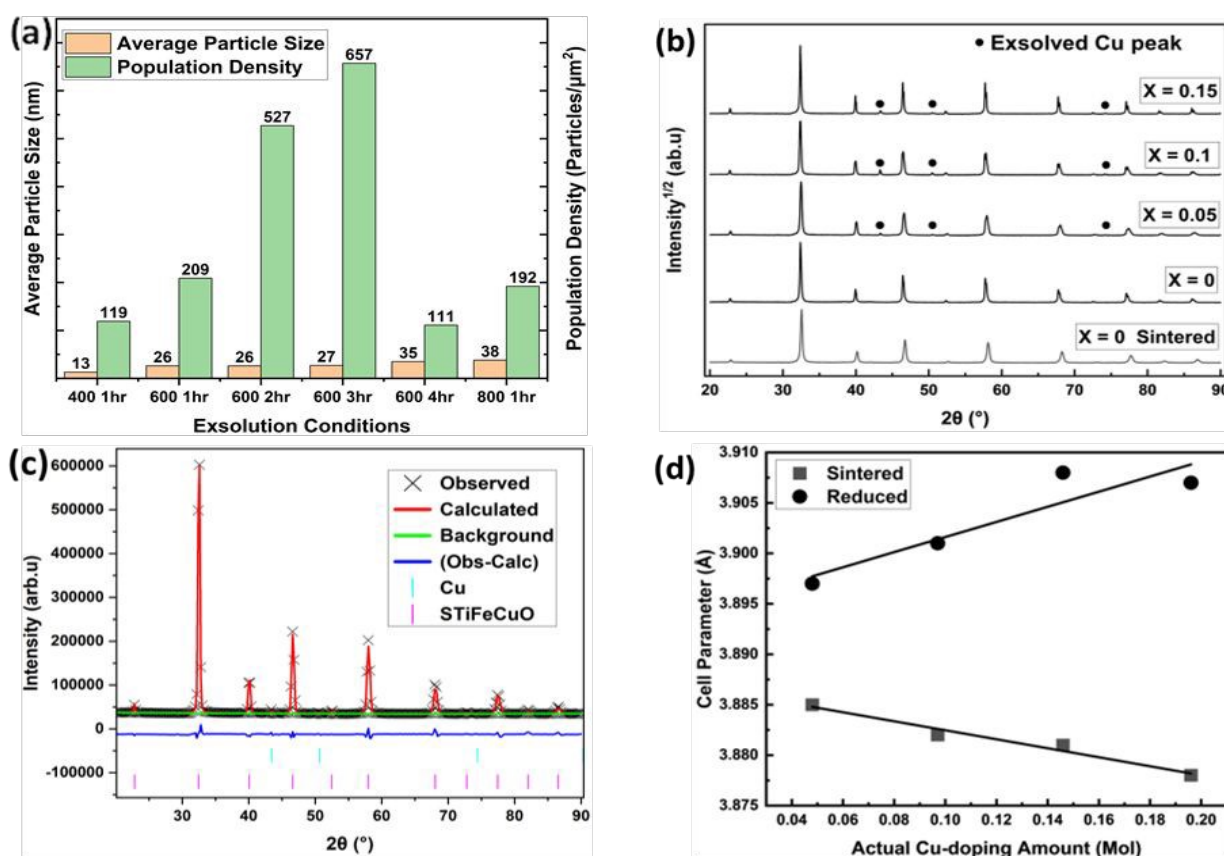 (a)
Average Particle Size
Population Density
Average Particle Size (nm)
Population Density (Particles/µm²)
13 119 26 209 26 527 27 657 35 111 38 192
400 1hr 600 1hr 600 2hr 600 3hr 600 4hr 800 1hr
Exsolution Conditions
(b)
• Exsolved Cu peak
X = 0.15
X = 0.1
X = 0.05
X = 0
X = 0 Sintered
Intensity^1/2 (ab.u)
20 30 40 50 60 70 80 90
2θ (°)
(c)
600000
500000
400000
300000
200000
100000
0
-100000
Intensity (arb.u)
Observed
Calculated
Background
(Obs-Calc)
Cu
STiFeCuO
30 40 50 60 70 80 90
2θ (°)
(d)
Sintered
Reduced
3.910
3.905
3.900
3.895
3.890
3.885
3.880
3.875
Cell Parameter (Å)
0.04 0.06 0.08 0.10 0.12 0.14 0.16 0.18 0.20
Actual Cu-doping Amount (Mol)